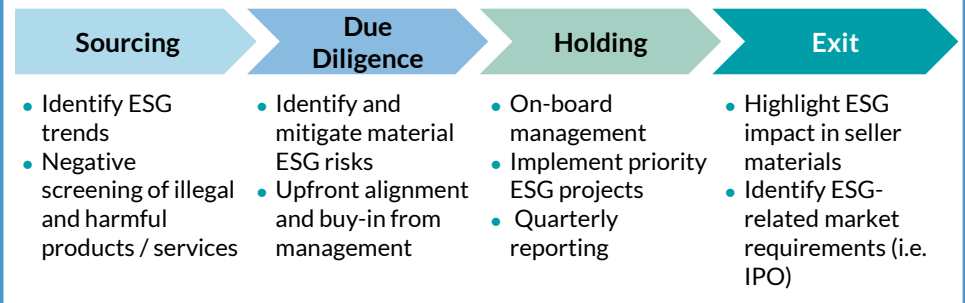 Sourcing
Due
Diligence
Holding
Exit
• Identify ESG
trends
• Negative
screening of illegal
and harmful
products / services
• Identify and
mitigate material
ESG risks
• Upfront alignment
and buy-in from
management
• On-board
management
• Implement priority
ESG projects
• Quarterly
reporting
• Highlight ESG
impact in seller
materials
• Identify ESG-
related market
requirements (i.e.
IPO)